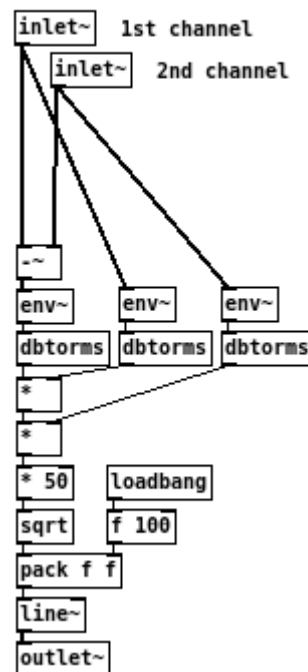 inlet~ 1st channel
inlet~ 2nd channel
-~
env~ env~ env~
dbtorms dbtorms dbtorms
*
*
* 50 loadbang
sqrt f 100
pack f f
line~
outlet~